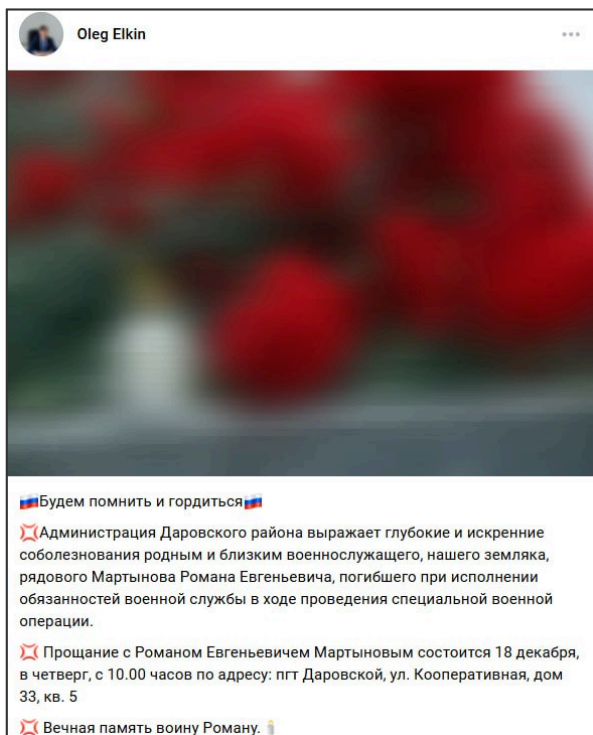 Oleg Elkin
🇷🇺Будем помнить и гордиться🇷🇺
💢Администрация Даровского района выражает глубокие и искренние
соболезнования родным и близким военнослужащего, нашего земляка,
рядового Мартынова Романа Евгеньевича, погибшего при исполнении
обязанностей военной службы в ходе проведения специальной военной
операции.
💢 Прощание с Романом Евгеньевичем Мартыновым состоится 18 декабря,
в четверг, с 10.00 часов по адресу: пгт Даровской, ул. Кооперативная, дом
33, кв. 5
💢 Вечная память воину Роману.🕯